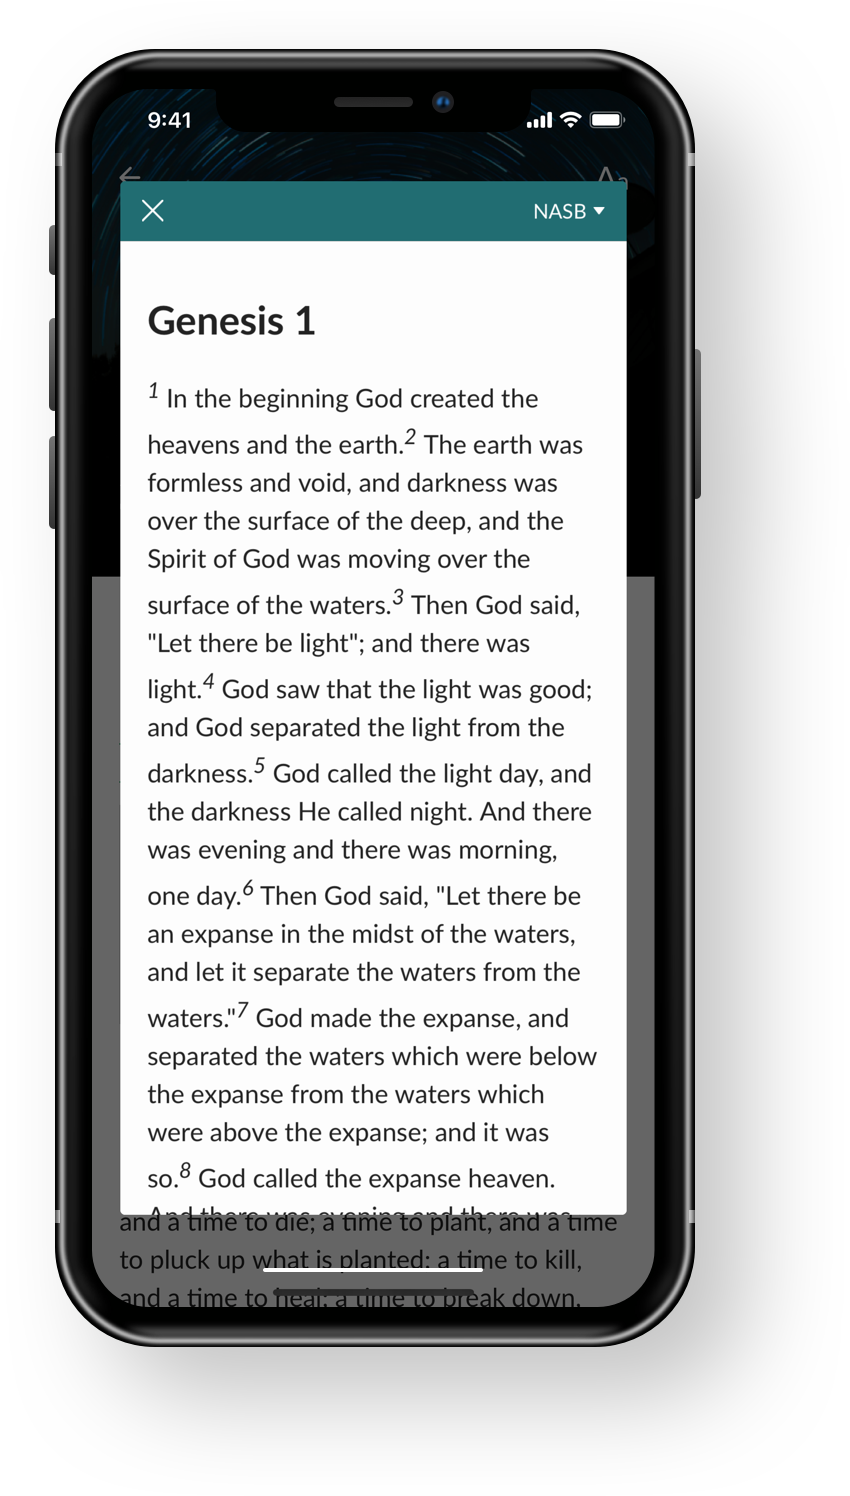 9:41
Aa
NASB
Genesis 1
1 In the beginning God created the
heavens and the earth.2 The earth was
formless and void, and darkness was
over the surface of the deep, and the
Spirit of God was moving over the
surface of the waters.3 Then God said,
"Let there be light"; and there was
light.4 God saw that the light was good;
and God separated the light from the
darkness.5 God called the light day, and
the darkness He called night. And there
was evening and there was morning,
one day.6 Then God said, "Let there be
an expanse in the midst of the waters,
and let it separate the waters from the
waters."7 God made the expanse, and
separated the waters which were below
the expanse from the waters which
were above the expanse; and it was
so.8 God called the expanse heaven.
And there was evening and there was
and a time to die; a time to plant, and a time
to pluck up what is planted; a time to kill,
and a time to heal; a time to break down,